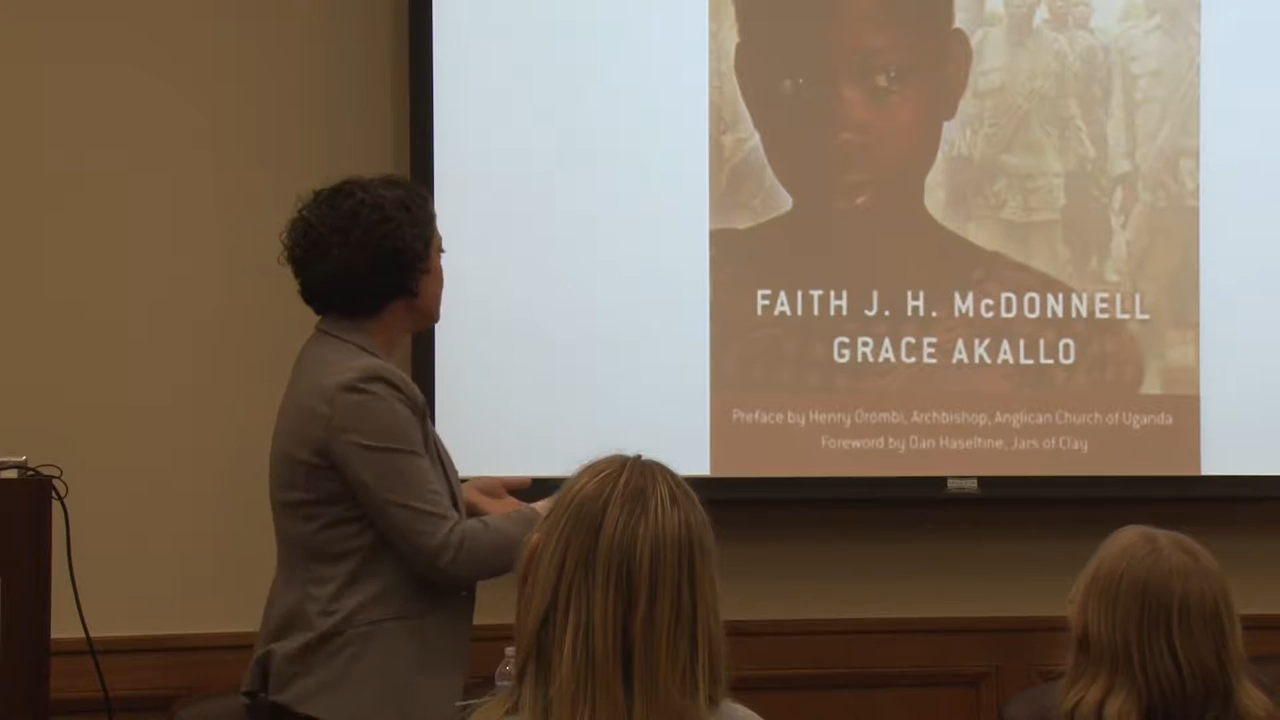 FAITH J. H. McDONNELL
GRACE AKALLO
Preface by Henry Orombi, Archbishop, Anglican Church of Uganda
Foreword by Dan Haseltine, Jars of Clay